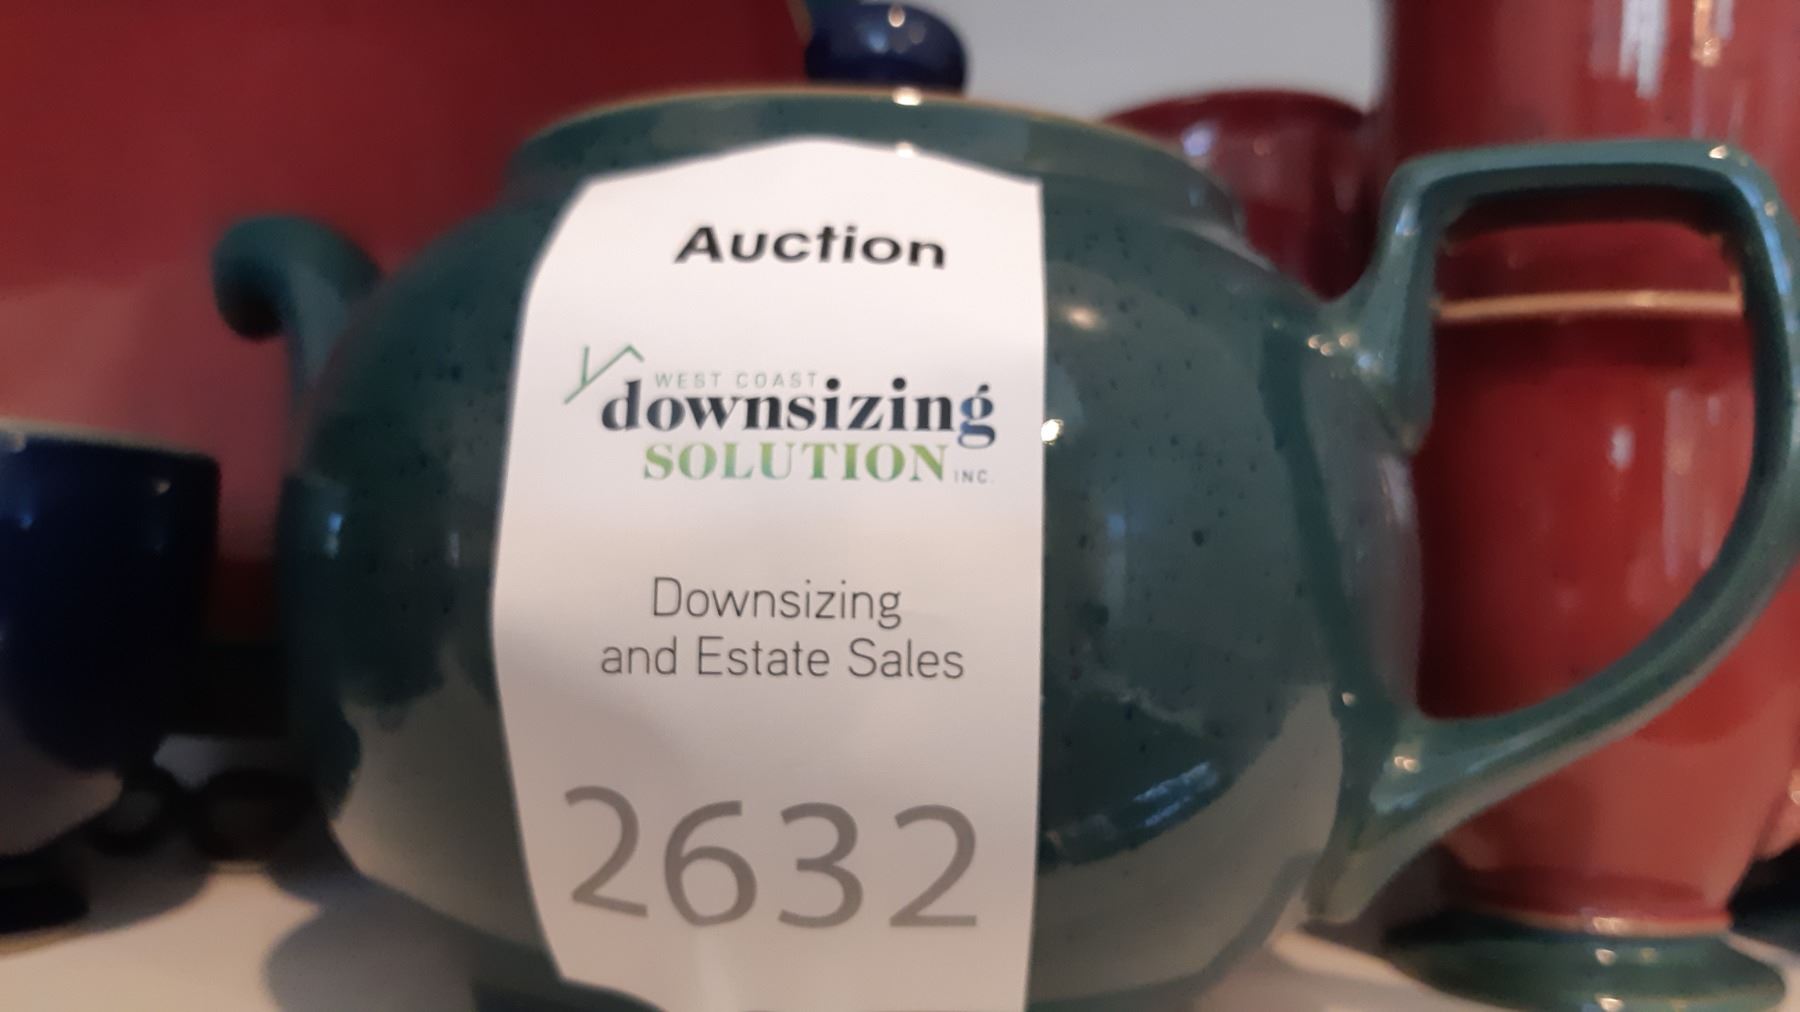 Auction
WEST COAST
downsizing
SOLUTION INC.
Downsizing
and Estate Sales
2632